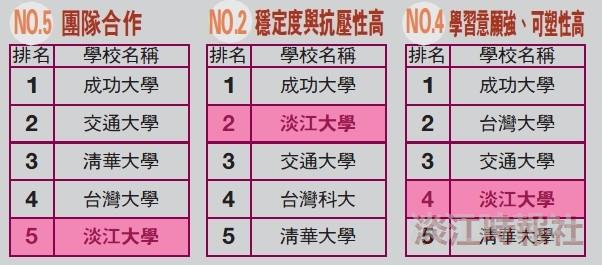 NO.5 團隊合作
排名 學校名稱
1 成功大學
2 交通大學
3 清華大學
4 台灣大學
5 淡江大學
NO.2 穩定度與抗壓性高
排名 學校名稱
1 成功大學
2 淡江大學
3 交通大學
4 台灣科大
5 清華大學
NO.4 學習意願強、可塑性高
排名 學校名稱
1 成功大學
2 台灣大學
3 交通大學
4 淡江大學
5 清華大學
淡江時報社